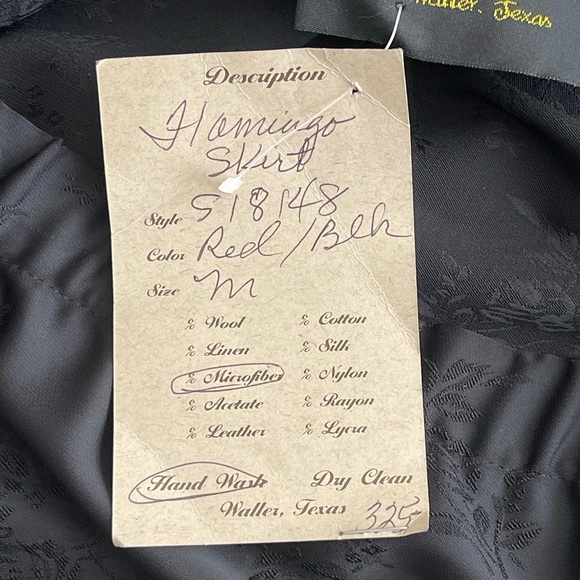 Waller, Texas
Description
Flamingo
Skirt
Style S18148
Color Red/Blk
Size M
% Wool % Cotton
% Linen % Silk
% Microfiber % Nylon
% Acetate % Rayon
% Leather % Lycra
Hand Wash Dry Clean
Waller, Texas
325